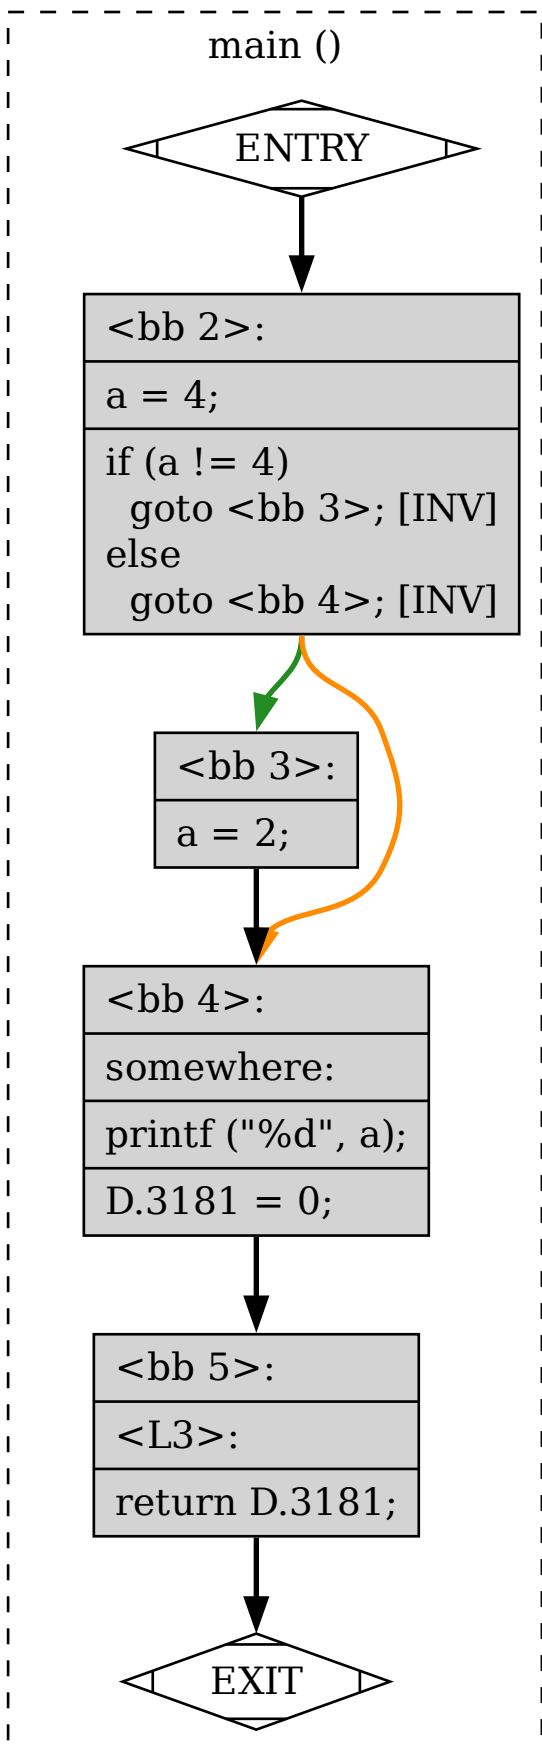 main ()
ENTRY
<bb 2>:
a = 4;
if (a != 4)
  goto <bb 3>; [INV]
else
  goto <bb 4>; [INV]
<bb 3>:
a = 2;
<bb 4>:
somewhere:
printf ("%d", a);
D.3181 = 0;
<bb 5>:
<L3>:
return D.3181;
EXIT